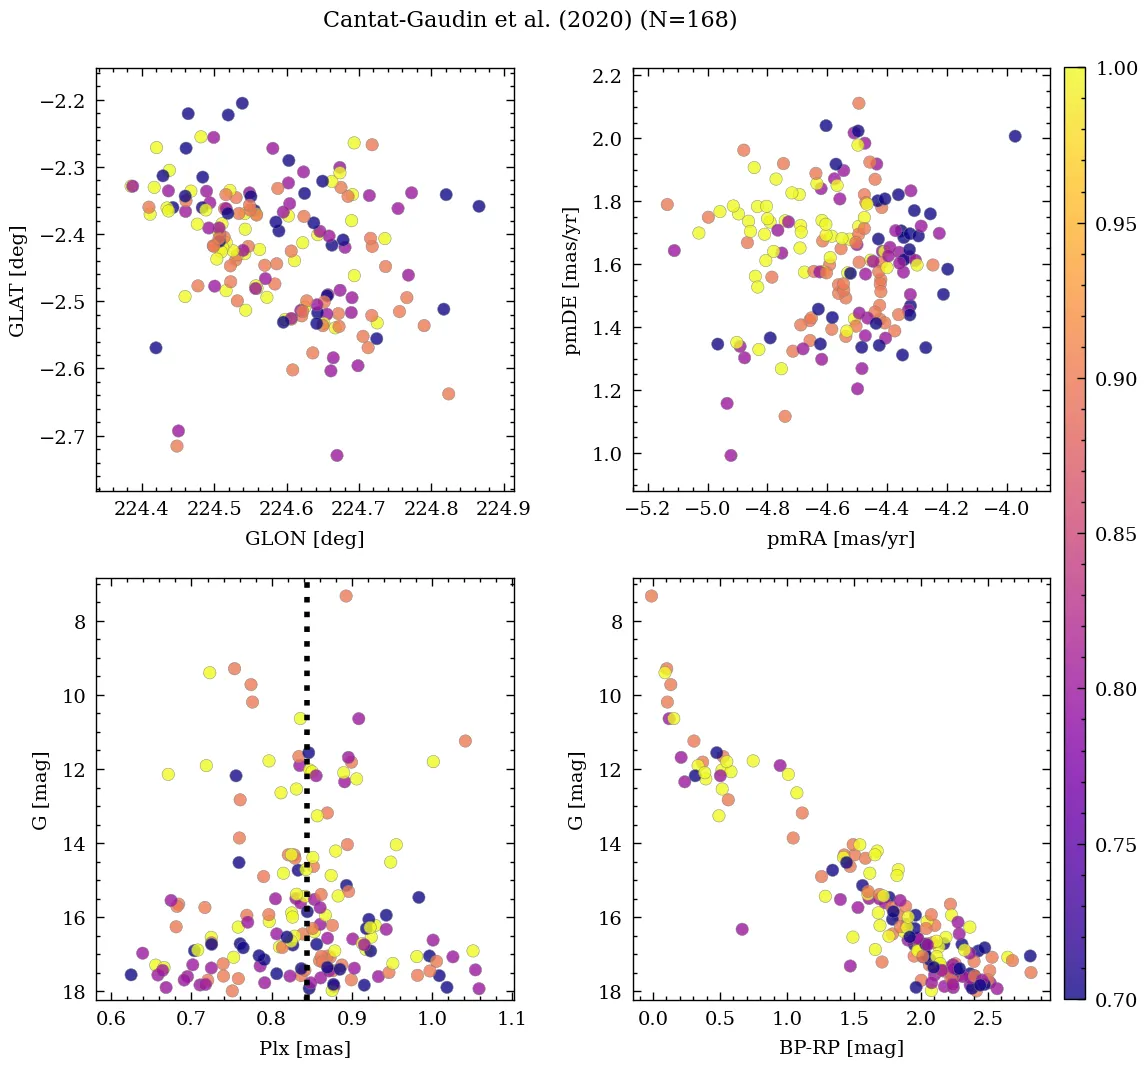 Cantat-Gaudin et al. (2020) (N=168)
−2.2
−2.3
−2.4
−2.5
−2.6
−2.7
GLAT [deg]
224.4 224.5 224.6 224.7 224.8 224.9
GLON [deg]
2.2
2.0
1.8
1.6
1.4
1.2
1.0
pmDE [mas/yr]
−5.2 −5.0 −4.8 −4.6 −4.4 −4.2 −4.0
pmRA [mas/yr]
8
10
12
14
16
18
G [mag]
0.6 0.7 0.8 0.9 1.0 1.1
Plx [mas]
8
10
12
14
16
18
G [mag]
0.0 0.5 1.0 1.5 2.0 2.5
BP-RP [mag]
1.00
0.95
0.90
0.85
0.80
0.75
0.70